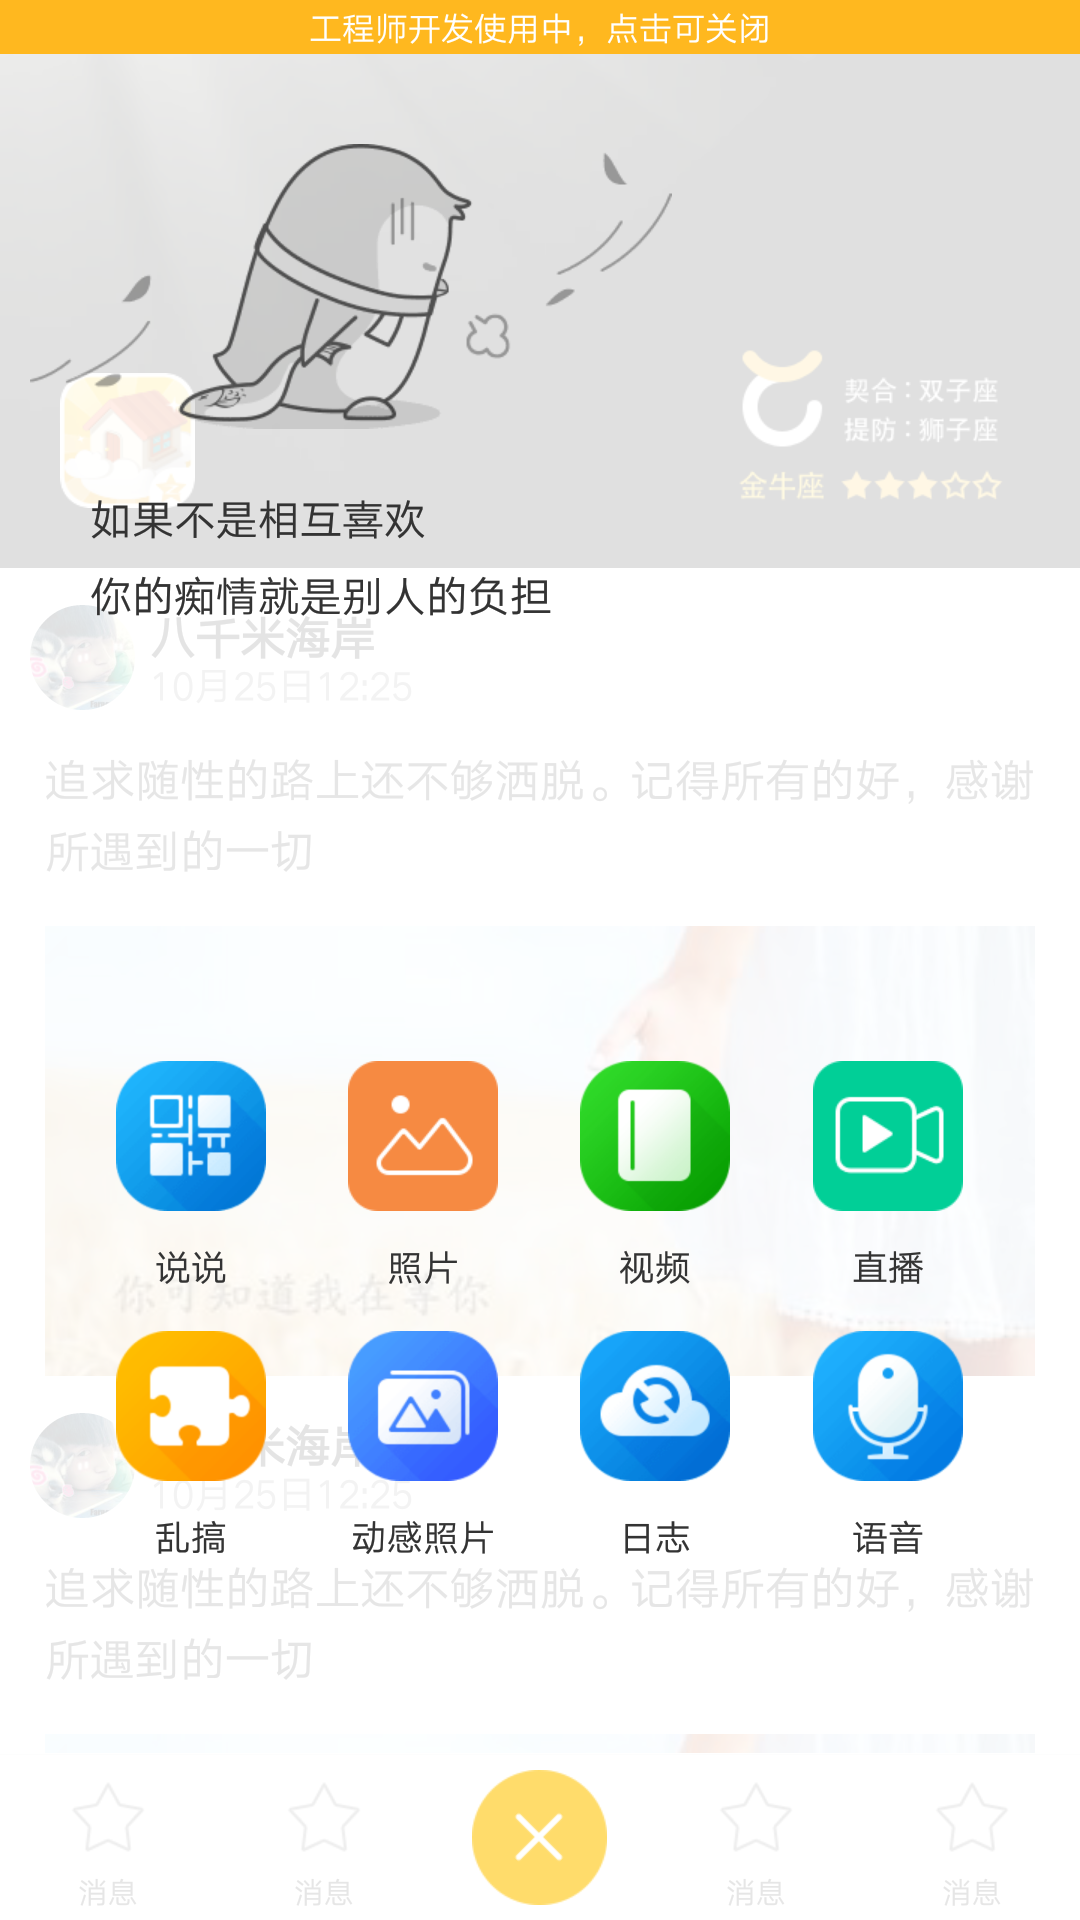 工程师开发使用中，点击可关闭
契合：双子座
提防：狮子座
金牛座
如果不是相互喜欢
你的痴情就是别人的负担
八千米海岸
10月25日12:25
追求随性的路上还不够洒脱。记得所有的好，感谢
所遇到的一切
说说 照片 视频 直播
你可知道我在等你
米海岸
10月25日12:25
乱搞 动感照片 日志 语音
追求随性的路上还不够洒脱。记得所有的好，感谢
所遇到的一切
消息 消息 消息 消息